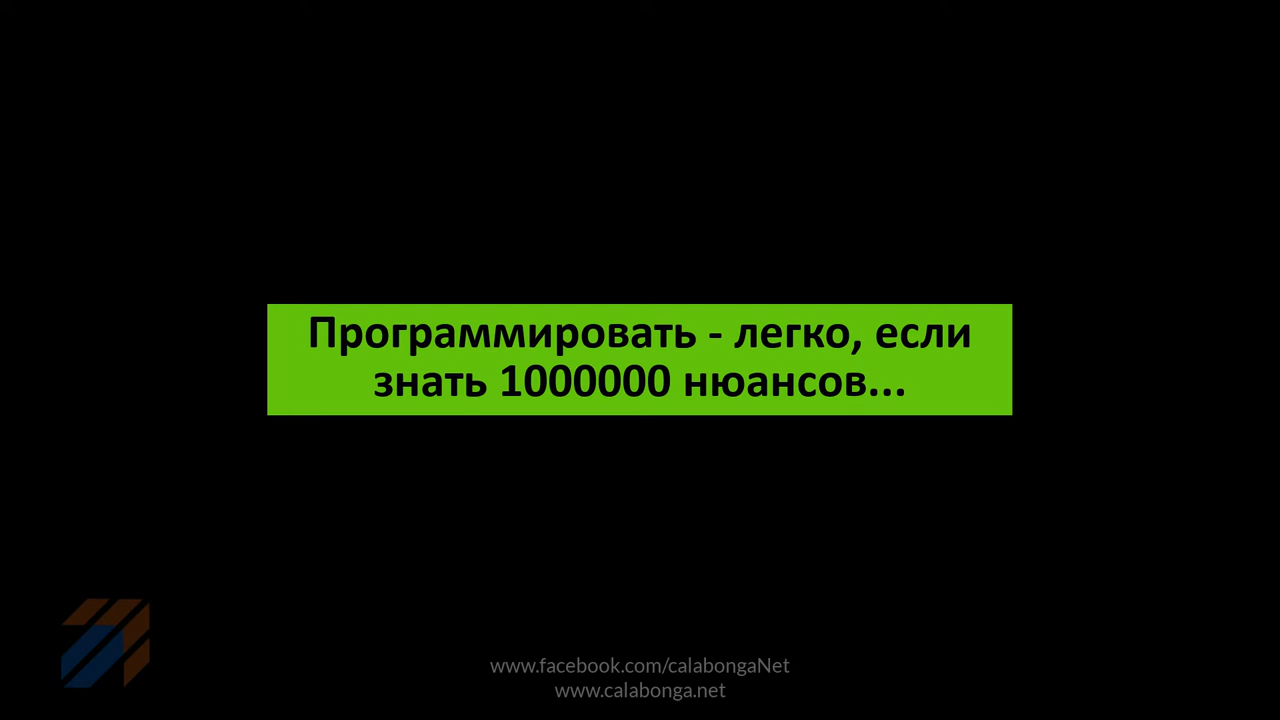 Программировать - легко, если
знать 1000000 нюансов...
www.facebook.com/calabongaNet
www.calabonga.net